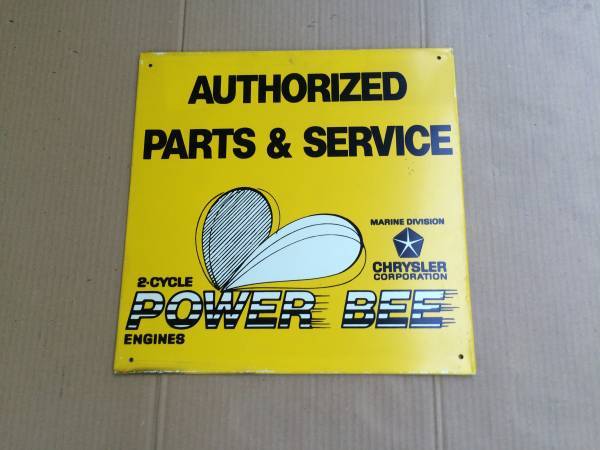 AUTHORIZED
PARTS & SERVICE
MARINE DIVISION
CHRYSLER
CORPORATION
2-CYCLE
POWER BEE
ENGINES